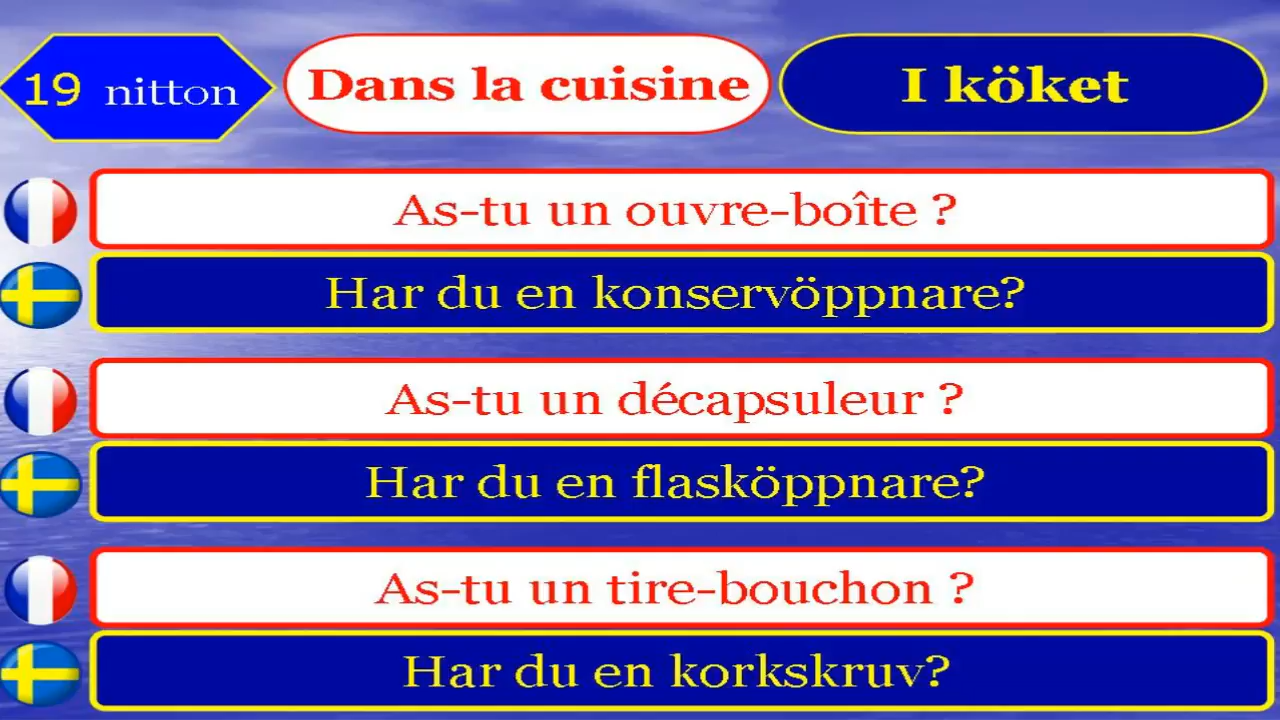 19 nitton
Dans la cuisine
I köket
As-tu un ouvre-boîte ?
Har du en konservöppnare?
As-tu un décapsuleur ?
Har du en flasköppnare?
As-tu un tire-bouchon ?
Har du en korkskruv?